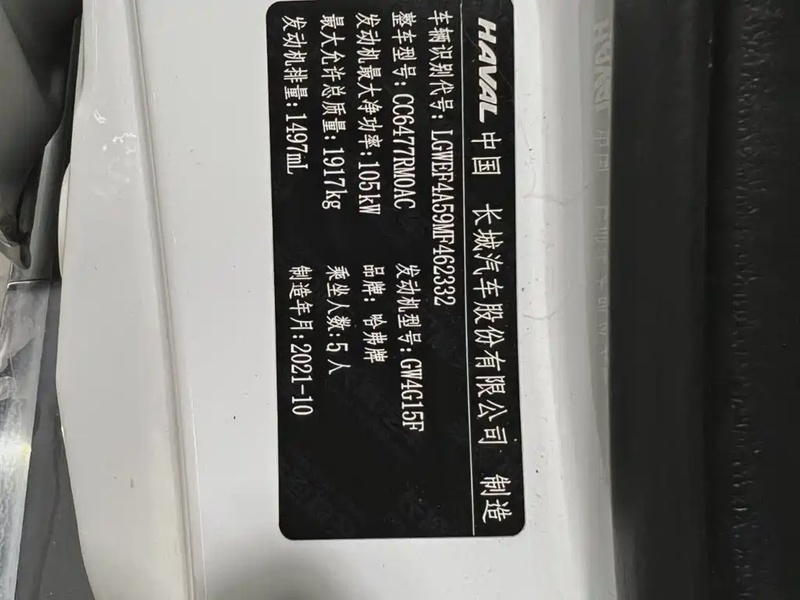 HAVAL 中国 长城汽车股份有限公司 制造
车辆识别代号: LGWEF4A59MF462332
整车型号: CC6477RM0AC 发动机型号: GW4G15F
发动机最大净功率: 105kW 品牌: 哈弗牌
最大允许总质量: 1917kg 乘坐人数: 5人
发动机排量: 1497mL 制造年月: 2021-10